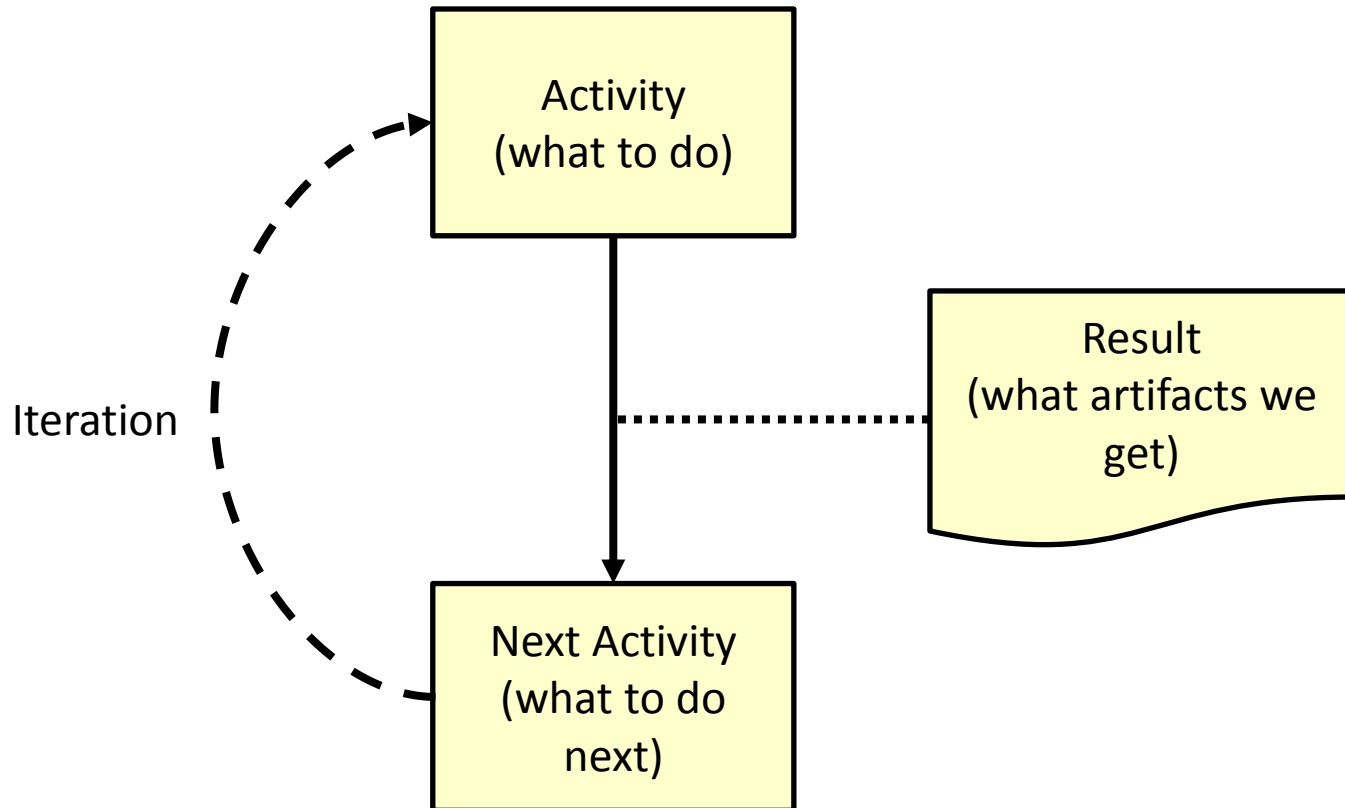 Activity
(what to do)
Result
(what artifacts we
get)
Iteration
Next Activity
(what to do
next)